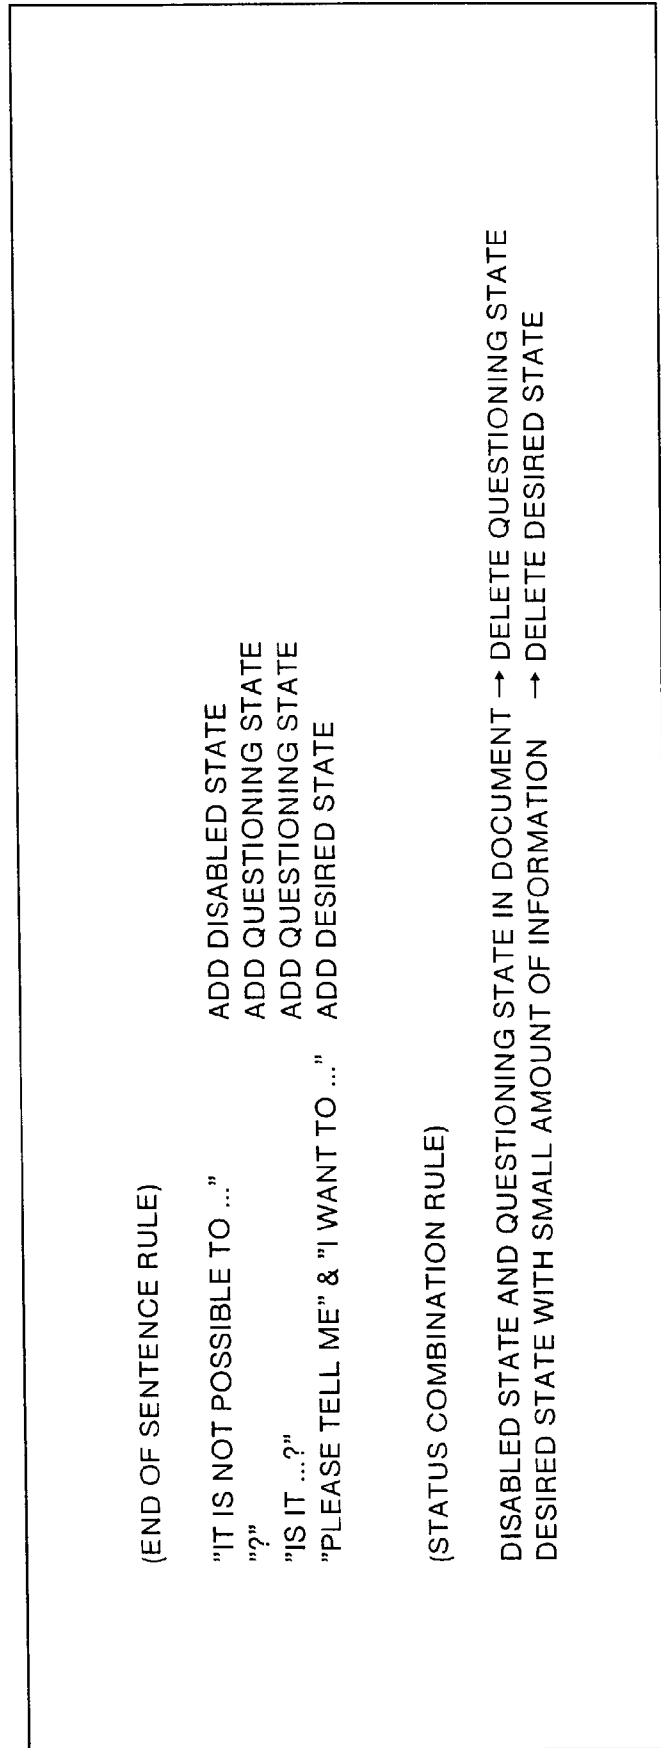 (END OF SENTENCE RULE)
"IT IS NOT POSSIBLE TO ..." ADD DISABLED STATE
"?" ADD QUESTIONING STATE
"IS IT ...?" ADD QUESTIONING STATE
"PLEASE TELL ME" & "I WANT TO ..." ADD DESIRED STATE
(STATUS COMBINATION RULE)
DISABLED STATE AND QUESTIONING STATE IN DOCUMENT → DELETE QUESTIONING STATE
DESIRED STATE WITH SMALL AMOUNT OF INFORMATION → DELETE DESIRED STATE